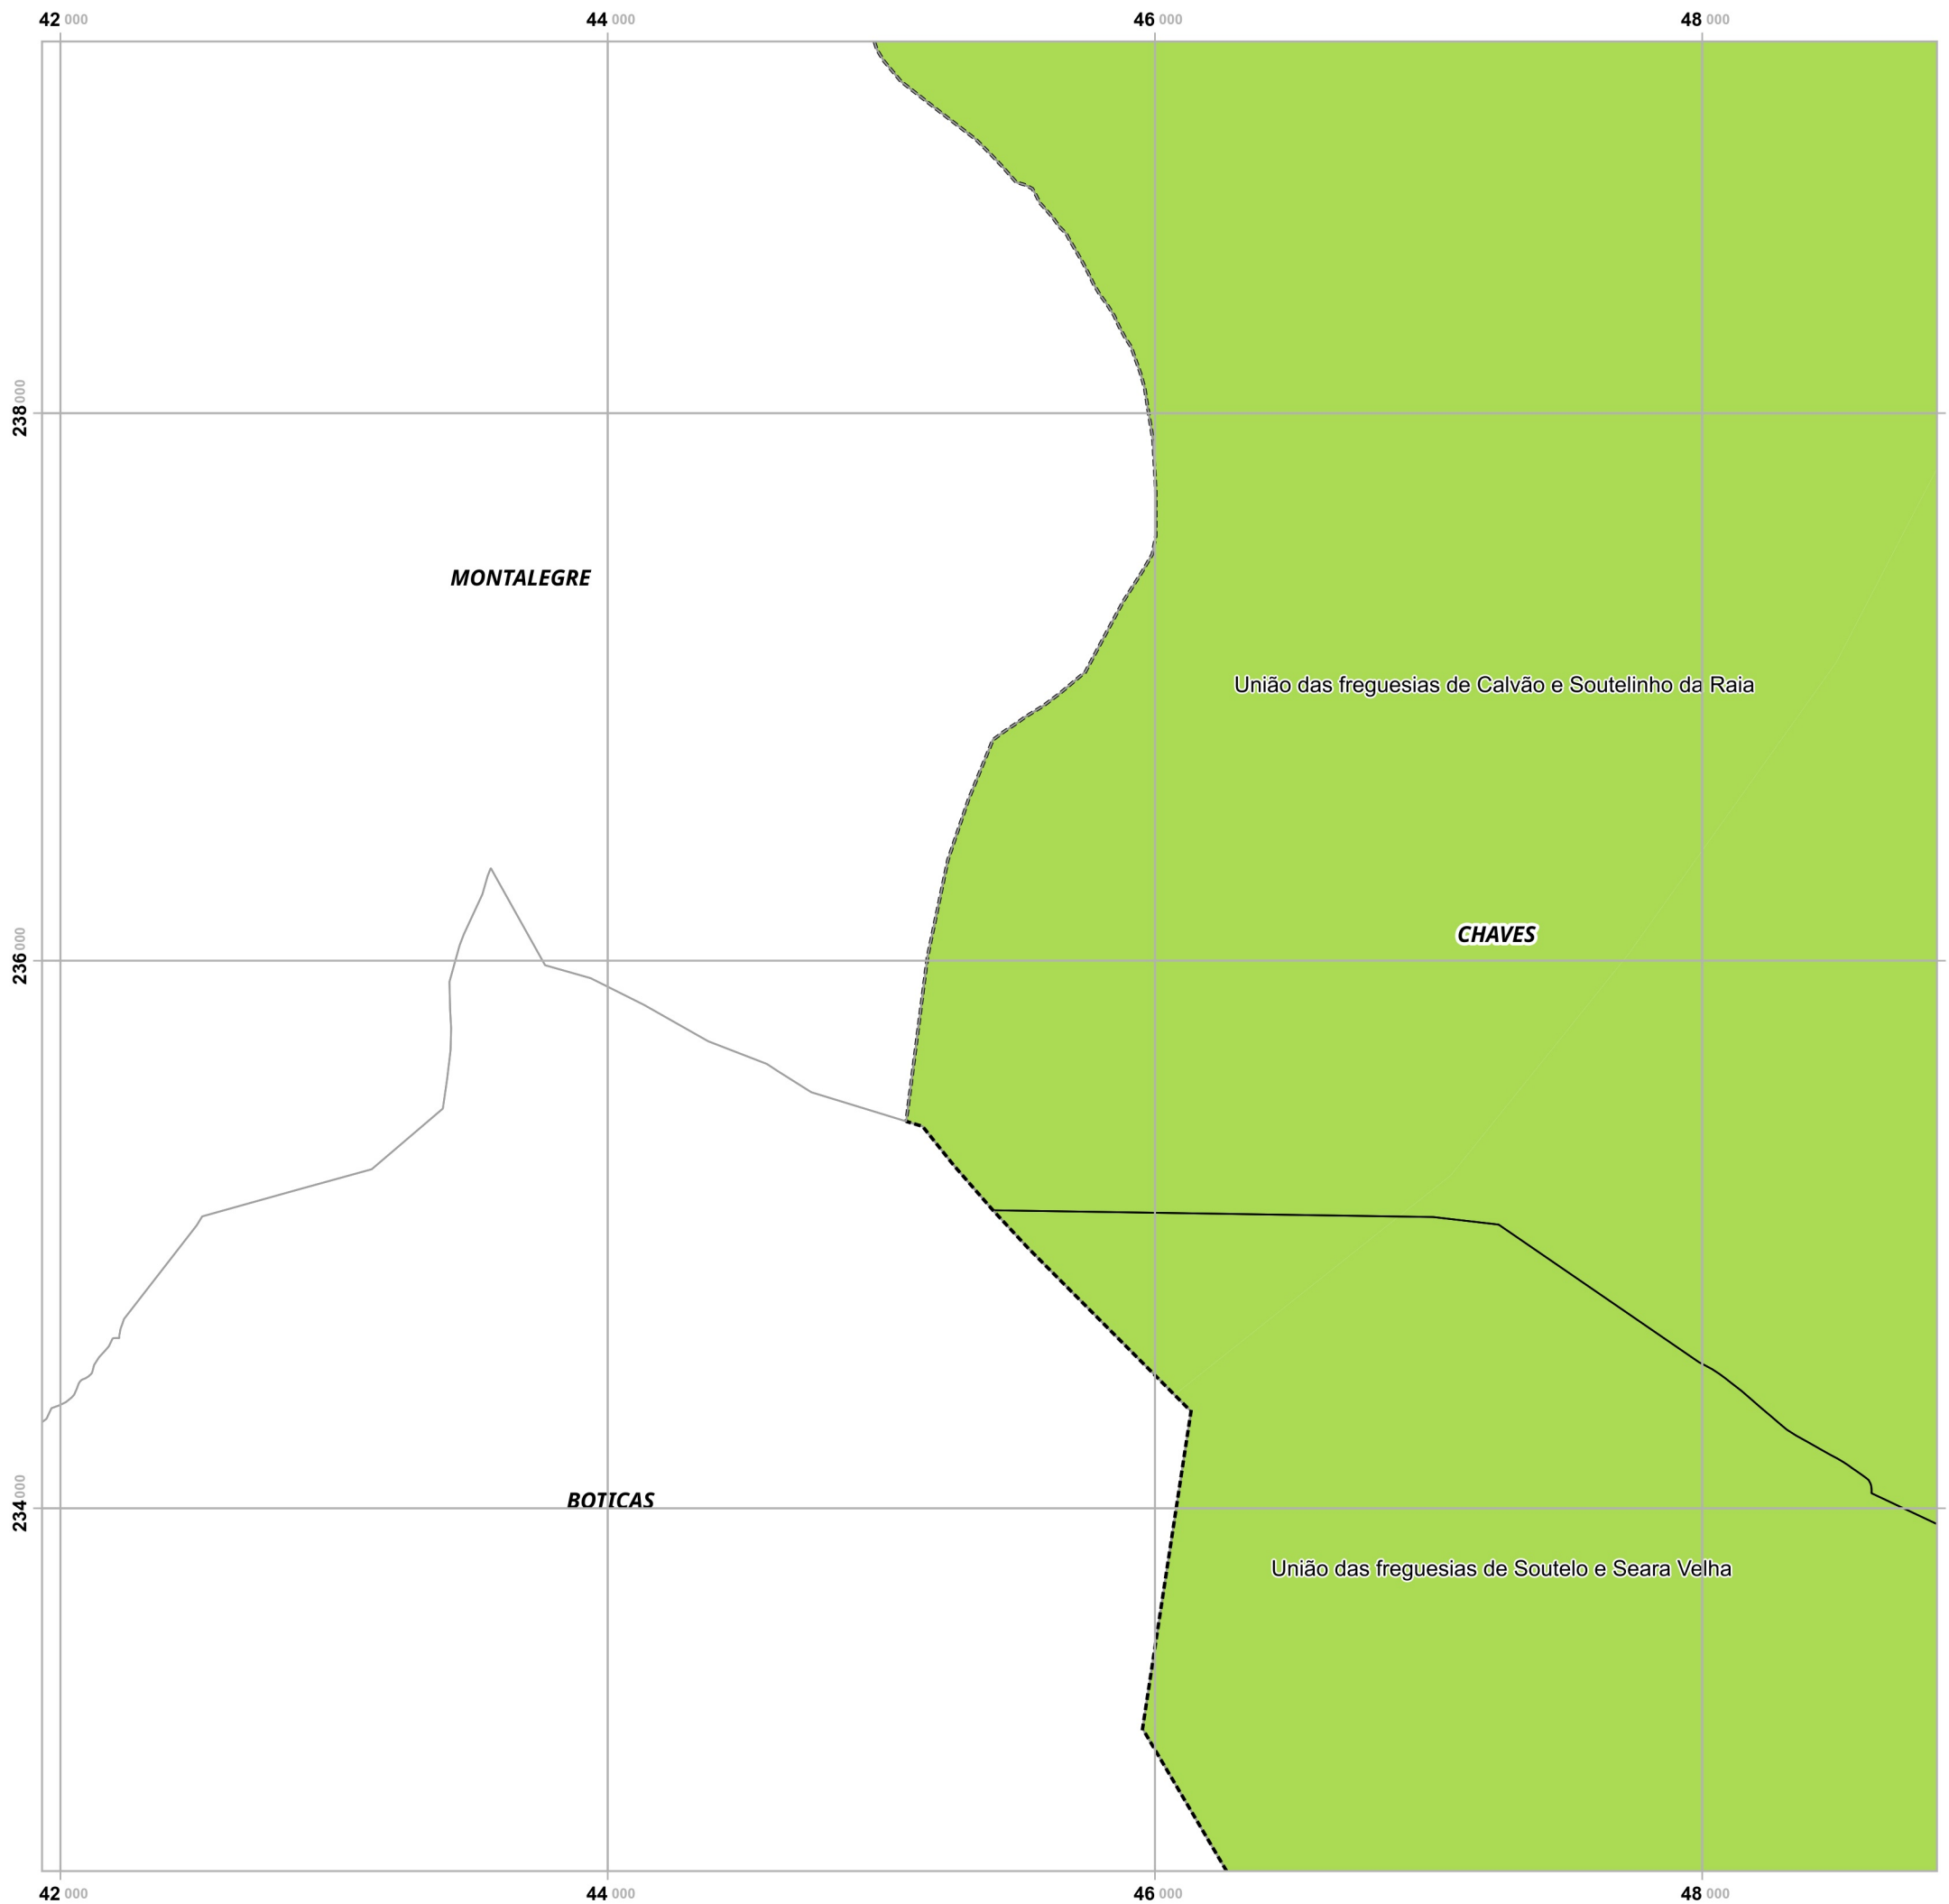 42 000 44 000 46 000 48 000
238 000
MONTALEGRE
União das freguesias de Calvão e Soutelinho da Raia
CHAVES
236 000
BOTICAS
234 000
União das freguesias de Soutelo e Seara Velha
42 000 44 000 46 000 48 000